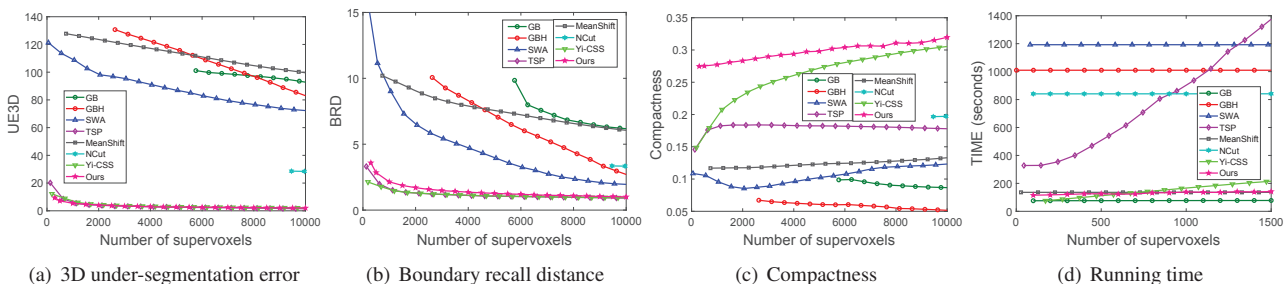 UE3D
140
120
100
80
60
40
20
0
GB
GBH
SWA
TSP
MeanShift
NCut
Yi-CSS
Ours
0 2000 4000 6000 8000 10000
Number of supervoxels
(a) 3D under-segmentation error
BRD
15
10
5
0
GB
GBH
SWA
TSP
MeanShift
NCut
Yi-CSS
Ours
0 2000 4000 6000 8000 10000
Number of supervoxels
(b) Boundary recall distance
Compactness
0.35
0.3
0.25
0.2
0.15
0.1
0.05
GB
GBH
SWA
TSP
MeanShift
NCut
Yi-CSS
Ours
0 2000 4000 6000 8000 10000
Number of supervoxels
(c) Compactness
TIME (seconds)
1400
1200
1000
800
600
400
200
0
GB
GBH
SWA
TSP
MeanShift
NCut
Yi-CSS
Ours
0 500 1000 1500
Number of supervoxels
(d) Running time